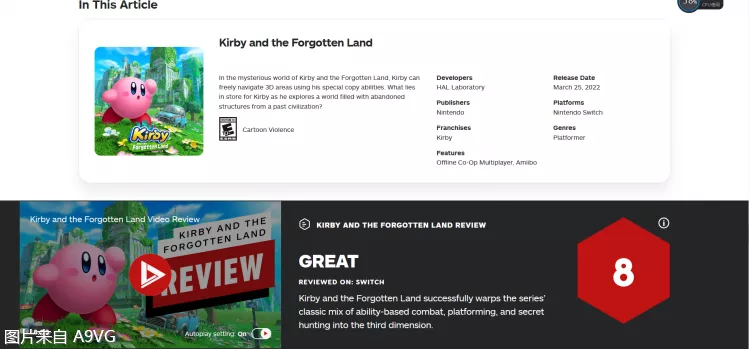 In This Article
Kirby and the Forgotten Land
In the mysterious world of Kirby and the Forgotten Land, Kirby can
freely navigate 3D areas using his special copy abilities. What lies
in store for Kirby as he explores a world filled with abandoned
structures from a past civilization?
Cartoon Violence
Developers
HAL Laboratory
Publishers
Nintendo
Franchises
Kirby
Features
Offline Co-Op Multiplayer, Amiibo
Release Date
March 25, 2022
Platforms
Nintendo Switch
Genres
Platformer
Kirby
Forgotten Land
E
Kirby and the Forgotten Land Video Review
KIRBY AND THE
FORGOTTEN LAND
REVIEW
Autoplay setting: On
KIRBY AND THE FORGOTTEN LAND REVIEW
GREAT
REVIEWED ON: SWITCH
Kirby and the Forgotten Land successfully warps the series'
classic mix of ability-based combat, platforming, and secret
hunting into the third dimension.
8
图片来自 A9VG